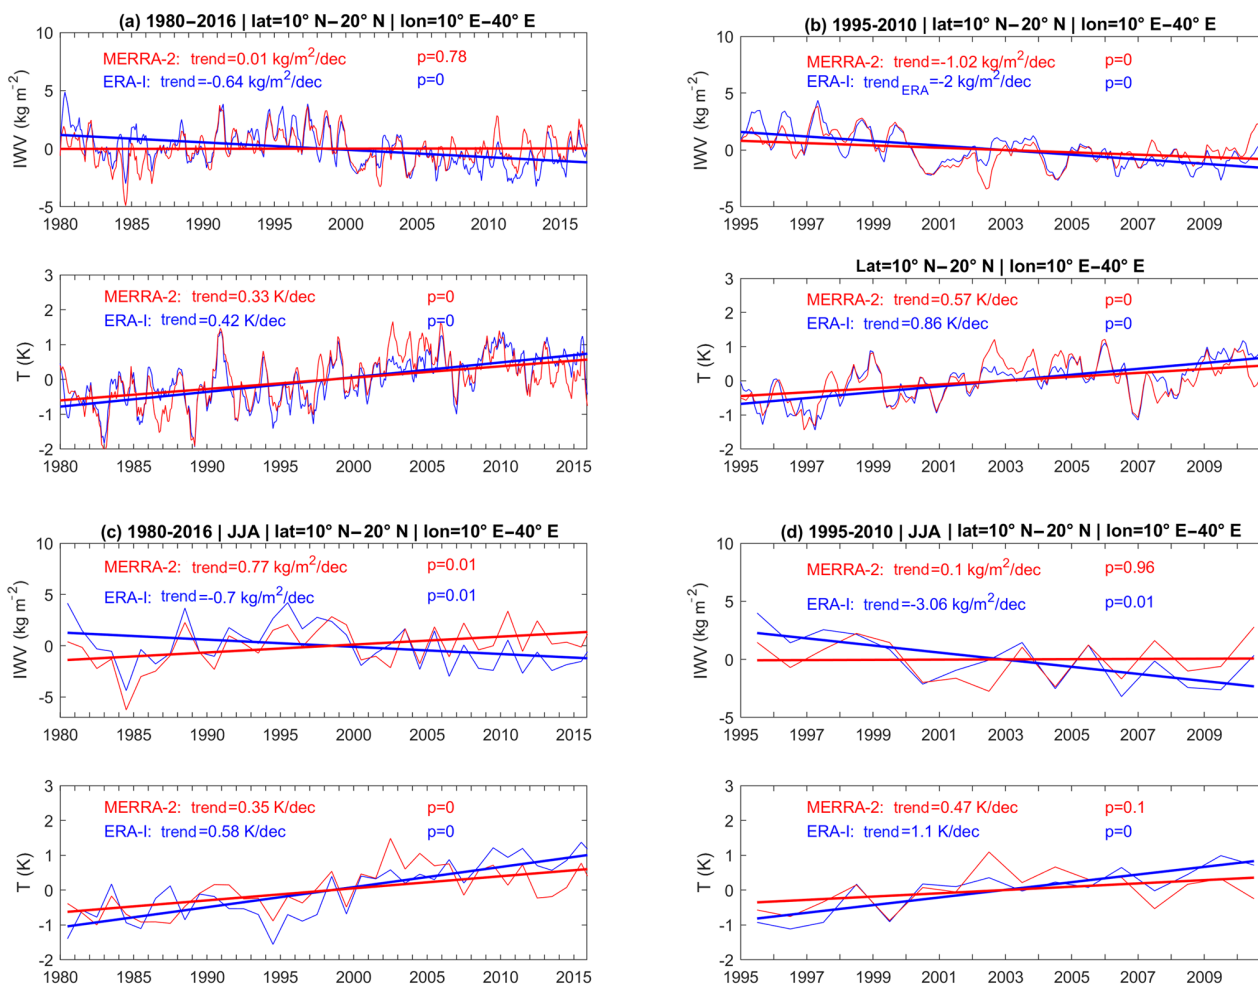 (a) 1980−2016 | lat=10° N−20° N | lon=10° E−40° E
MERRA-2: trend=0.01 kg/m²/dec p=0.78
ERA-I: trend=-0.64 kg/m²/dec p=0
IWV (kg m⁻²)
10
5
0
-5
1980 1985 1990 1995 2000 2005 2010 2015
MERRA-2: trend=0.33 K/dec p=0
ERA-I: trend=0.42 K/dec p=0
T (K)
3
2
1
0
-1
-2
1980 1985 1990 1995 2000 2005 2010 2015
(b) 1995-2010 | lat=10° N−20° N | lon=10° E−40° E
MERRA-2: trend=-1.02 kg/m²/dec p=0
ERA-I: trend_ERA=-2 kg/m²/dec p=0
IWV (kg m⁻²)
10
5
0
-5
1995 1997 1999 2001 2003 2005 2007 2009
Lat=10° N−20° N | lon=10° E−40° E
MERRA-2: trend=0.57 K/dec p=0
ERA-I: trend=0.86 K/dec p=0
T (K)
3
2
1
0
-1
-2
1995 1997 1999 2001 2003 2005 2007 2009
(c) 1980-2016 | JJA | lat=10° N−20° N | lon=10° E−40° E
MERRA-2: trend=0.77 kg/m²/dec p=0.01
ERA-I: trend=-0.7 kg/m²/dec p=0.01
IWV (kg m⁻²)
10
5
0
-5
1980 1985 1990 1995 2000 2005 2010 2015
MERRA-2: trend=0.35 K/dec p=0
ERA-I: trend=0.58 K/dec p=0
T (K)
3
2
1
0
-1
-2
1980 1985 1990 1995 2000 2005 2010 2015
(d) 1995-2010 | JJA | lat=10° N−20° N | lon=10° E−40° E
MERRA-2: trend=0.1 kg/m²/dec p=0.96
ERA-I: trend=-3.06 kg/m²/dec p=0.01
IWV (kg m⁻²)
10
5
0
-5
1995 1997 1999 2001 2003 2005 2007 2009
MERRA-2: trend=0.47 K/dec p=0.1
ERA-I: trend=1.1 K/dec p=0
T (K)
3
2
1
0
-1
-2
1995 1997 1999 2001 2003 2005 2007 2009